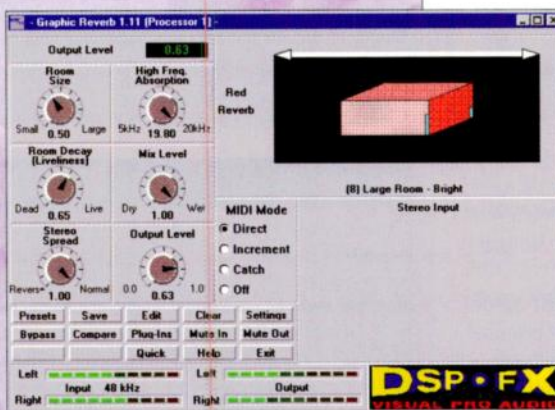 - Graphic Reverb 1.11 (Processor 1) -
Output Level 0.63
Room Size
Small 0.50 Large
High Freq. Absorption
5kHz 19.80 20kHz
Room Decay (Liveliness)
Dead 0.65 Live
Mix Level
Dry 1.00 Wet
Stereo Spread
Revers 1.00 Normal
Output Level
0.0 0.63 1.0
Red Reverb
(8) Large Room - Bright
MIDI Mode
Direct
Increment
Catch
Off
Stereo Input
Presets Save Edit Clear Settings
Bypass Compare Plug-Ins Mute In Mute Out
Quick Help Exit
Left
Input 48 kHz
Right
Left
Output
Right
DSP•FX
VISUAL PRO AUDIO